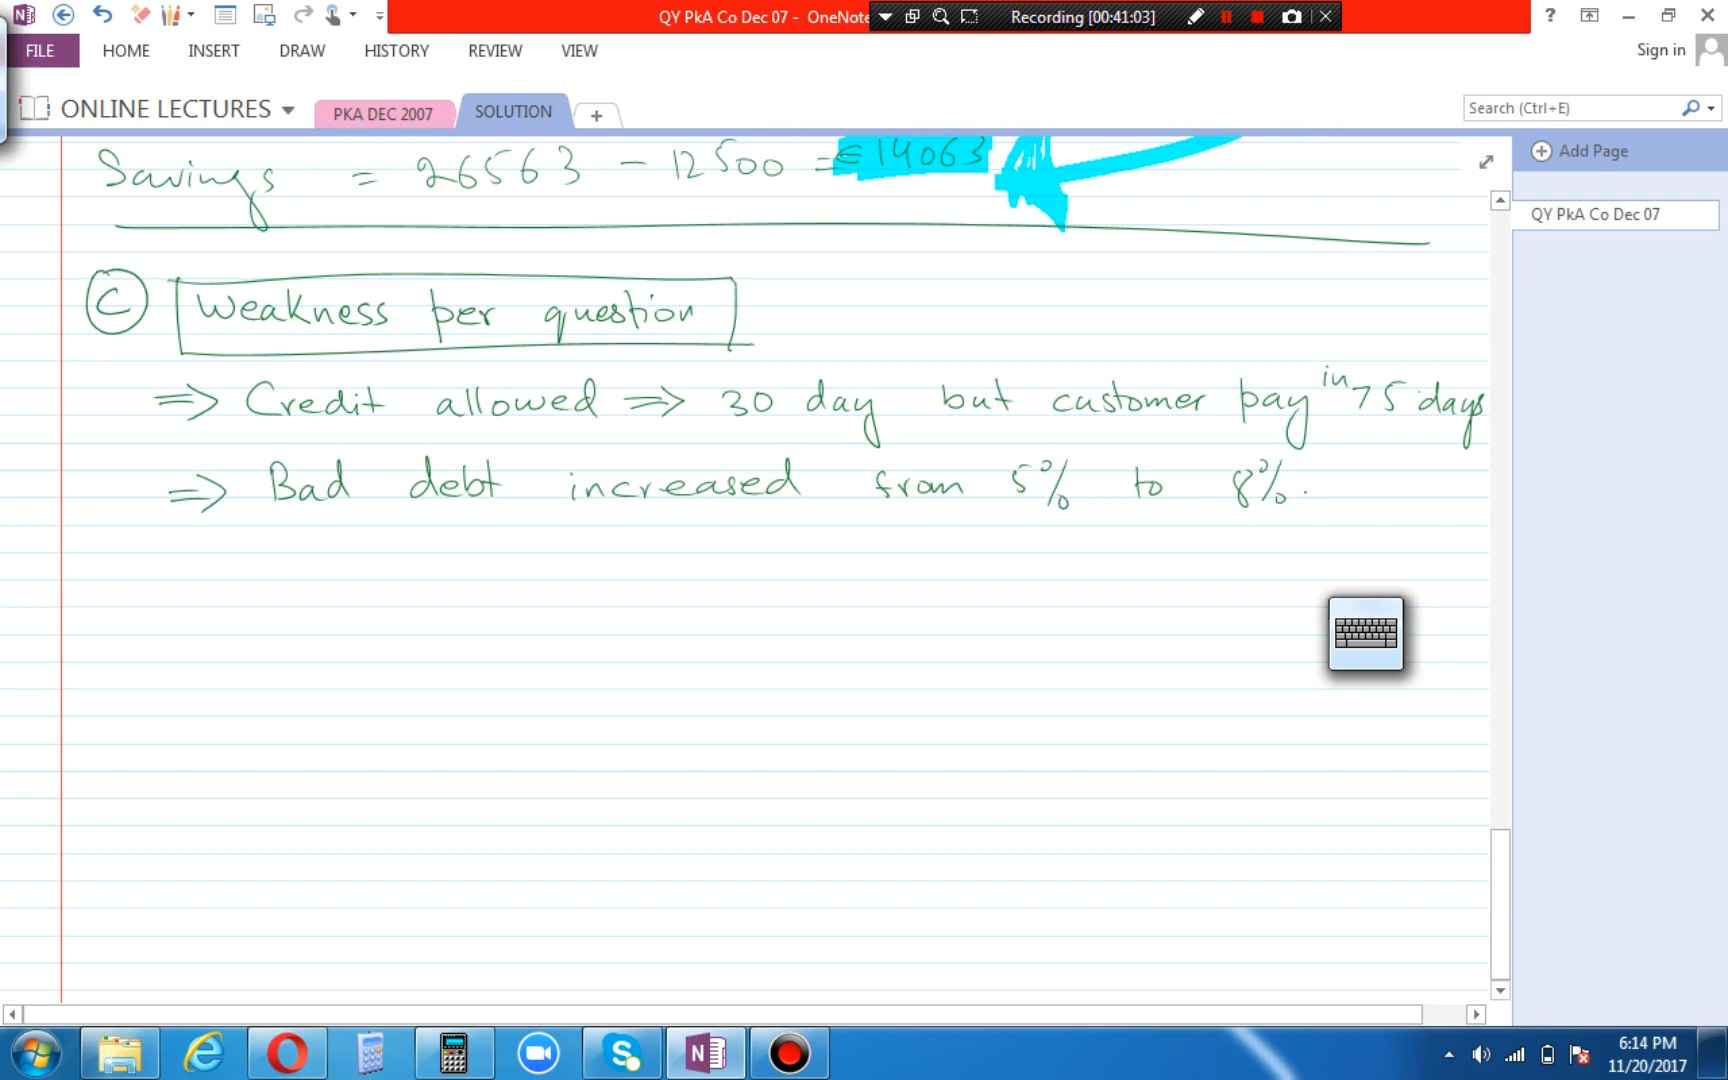 QY PkA Co Dec 07 - OneNote
Recording [00:41:03]
?
FILE HOME INSERT DRAW HISTORY REVIEW VIEW
Sign in
ONLINE LECTURES PKA DEC 2007 SOLUTION +
Search (Ctrl+E)
Add Page
QY PkA Co Dec 07
Savings = 26563 - 12500 = € 14063
C Weakness per question
=> Credit allowed => 30 day but customer pay in 75 days
=> Bad debt increased from 5% to 8%.
6:14 PM
11/20/2017